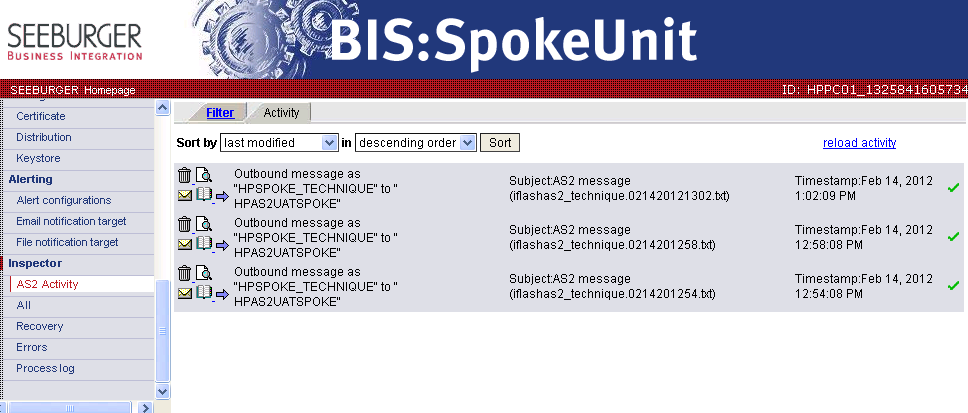 SEEBURGER
BUSINESS INTEGRATION
BIS:SpokeUnit
SEEBURGER Homepage
ID: HPPC01_1325841605734
Certificate
Distribution
Keystore
Alerting
Alert configurations
Email notification target
File notification target
Inspector
AS2 Activity
All
Recovery
Errors
Process log
Filter
Activity
Sort by last modified in descending order Sort
reload activity
Outbound message as
"HPSPOKE_TECHNIQUE" to "
HPAS2UATSPOKE"
Subject:AS2 message
(iflashas2_technique.021420121302.txt)
Timestamp:Feb 14, 2012
1:02:09 PM
Outbound message as
"HPSPOKE_TECHNIQUE" to "
HPAS2UATSPOKE"
Subject:AS2 message
(iflashas2_technique.0214201258.txt)
Timestamp:Feb 14, 2012
12:58:08 PM
Outbound message as
"HPSPOKE_TECHNIQUE" to "
HPAS2UATSPOKE"
Subject:AS2 message
(iflashas2_technique.0214201254.txt)
Timestamp:Feb 14, 2012
12:54:08 PM